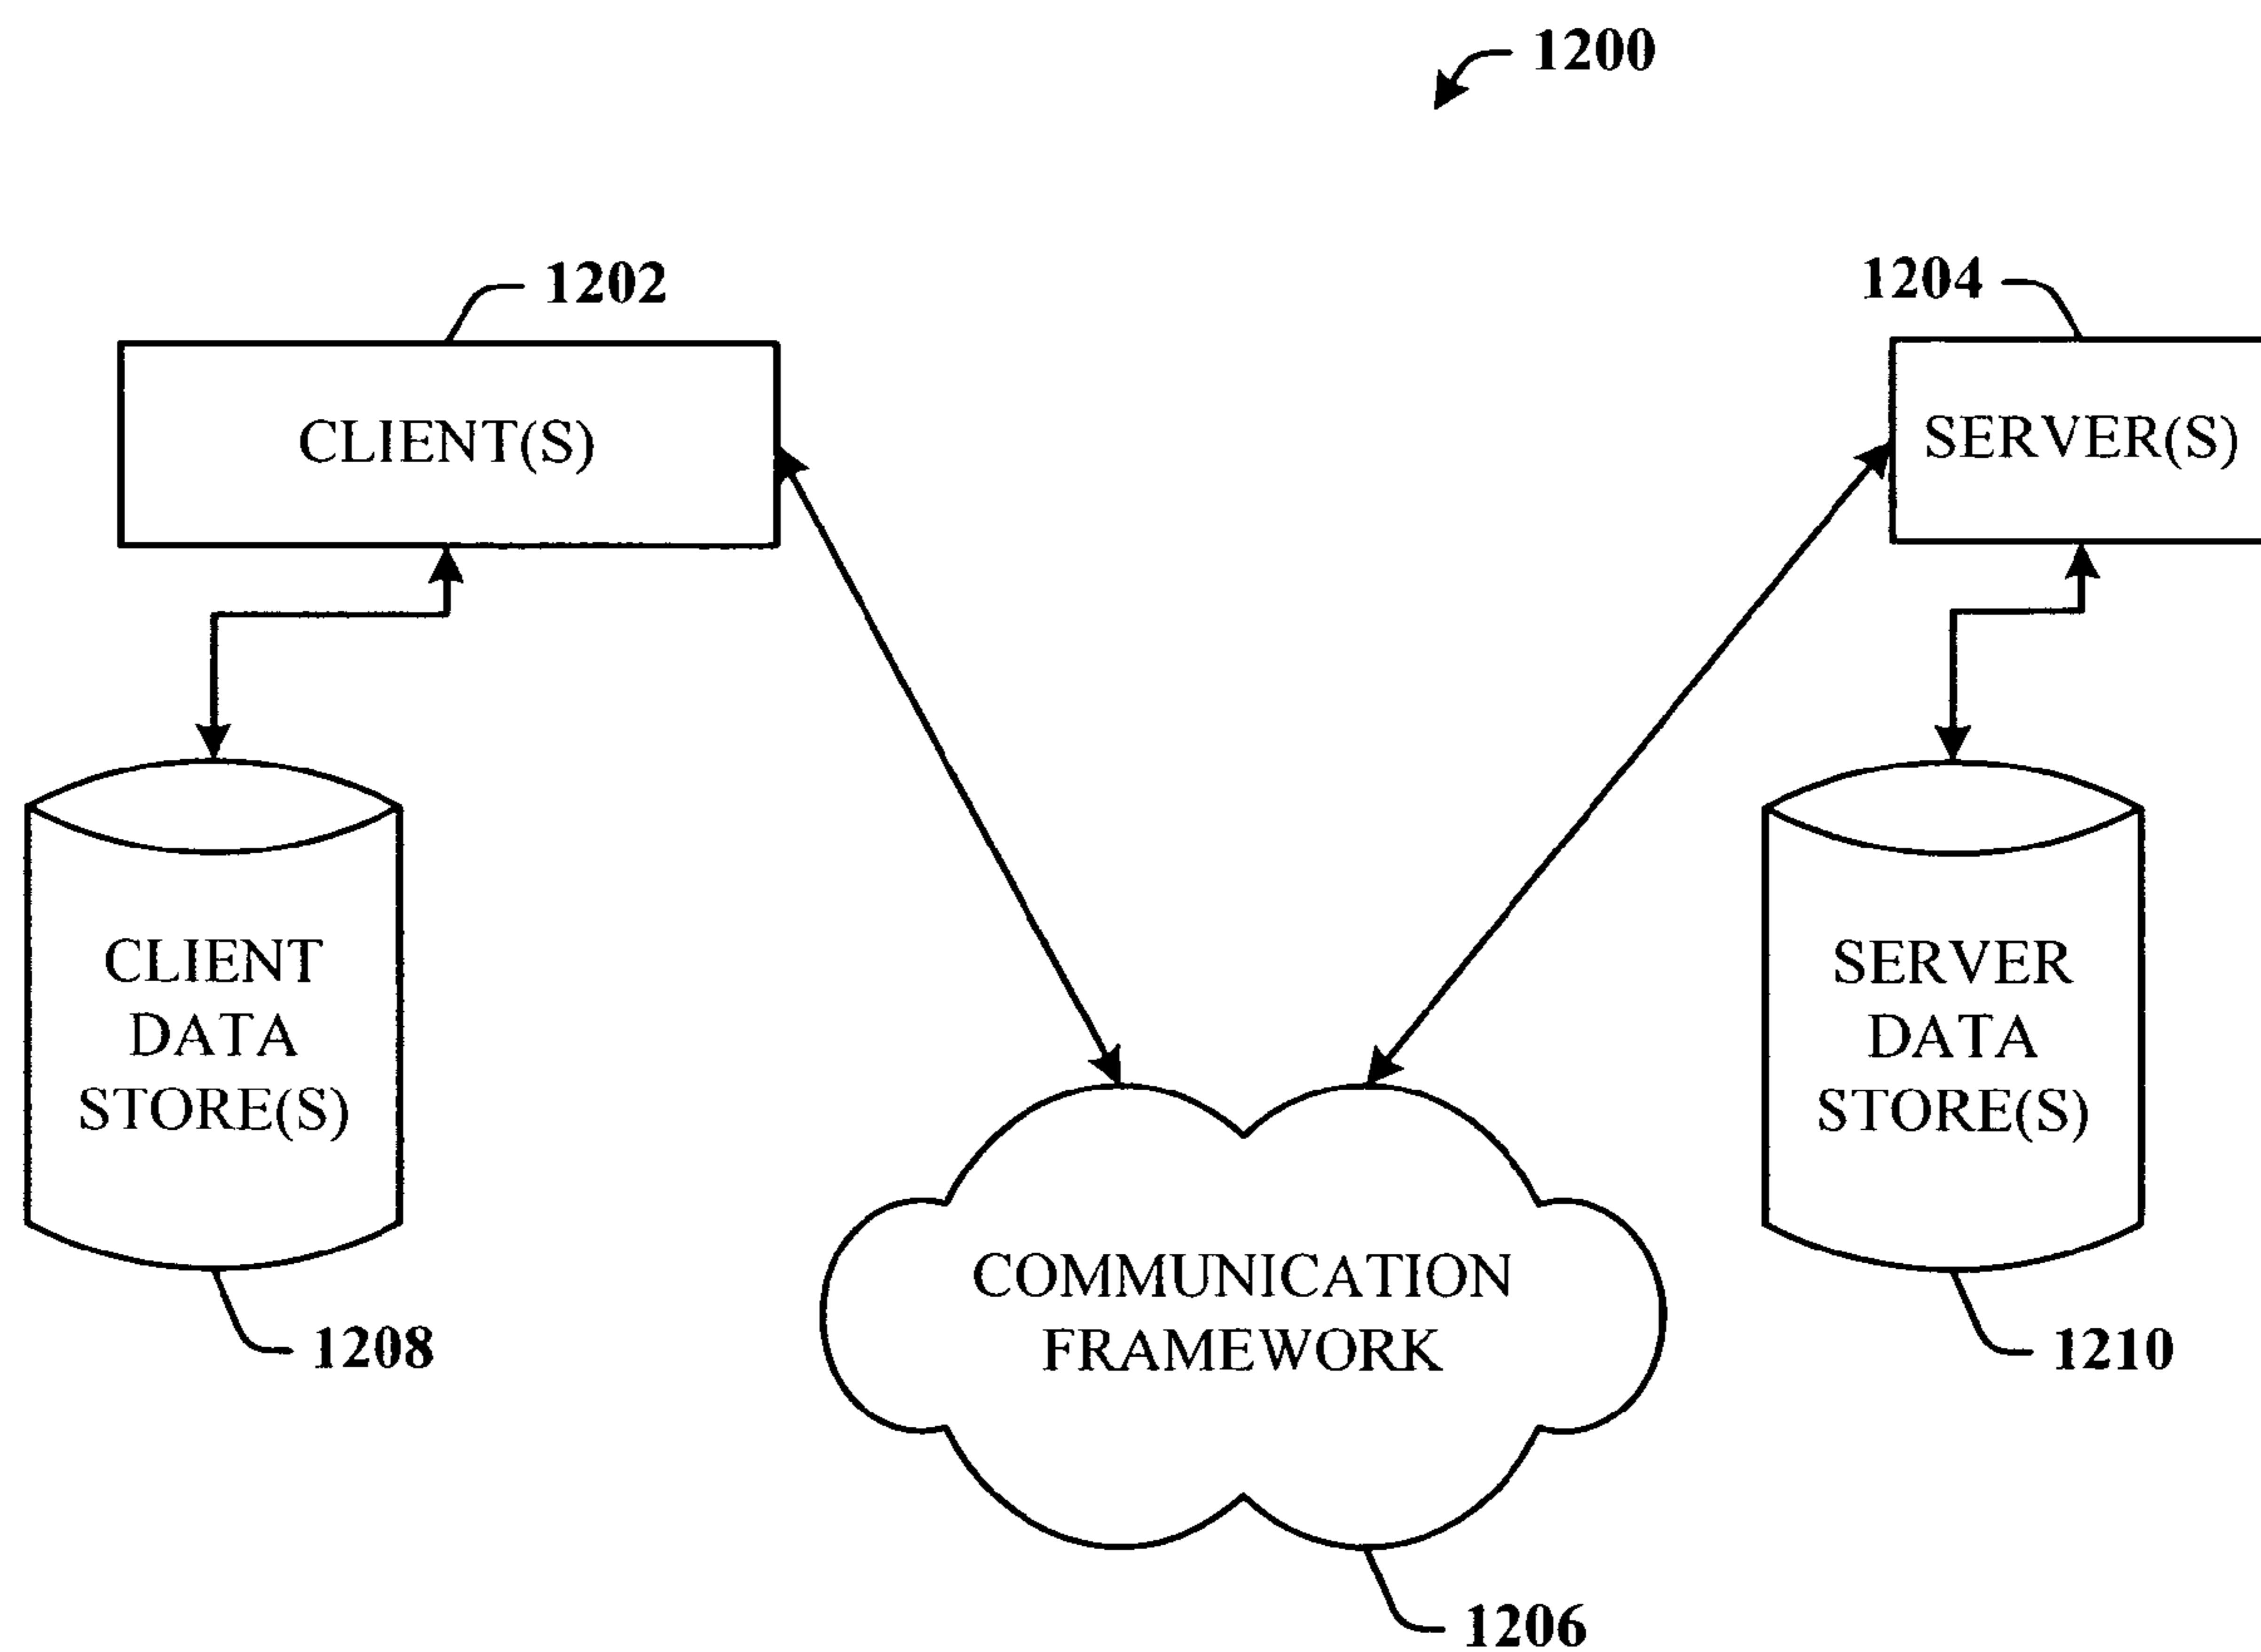 1200
1202
1204
CLIENT(S)
SERVER(S)
CLIENT
DATA
STORE(S)
SERVER
DATA
STORE(S)
COMMUNICATION
FRAMEWORK
1208
1210
1206